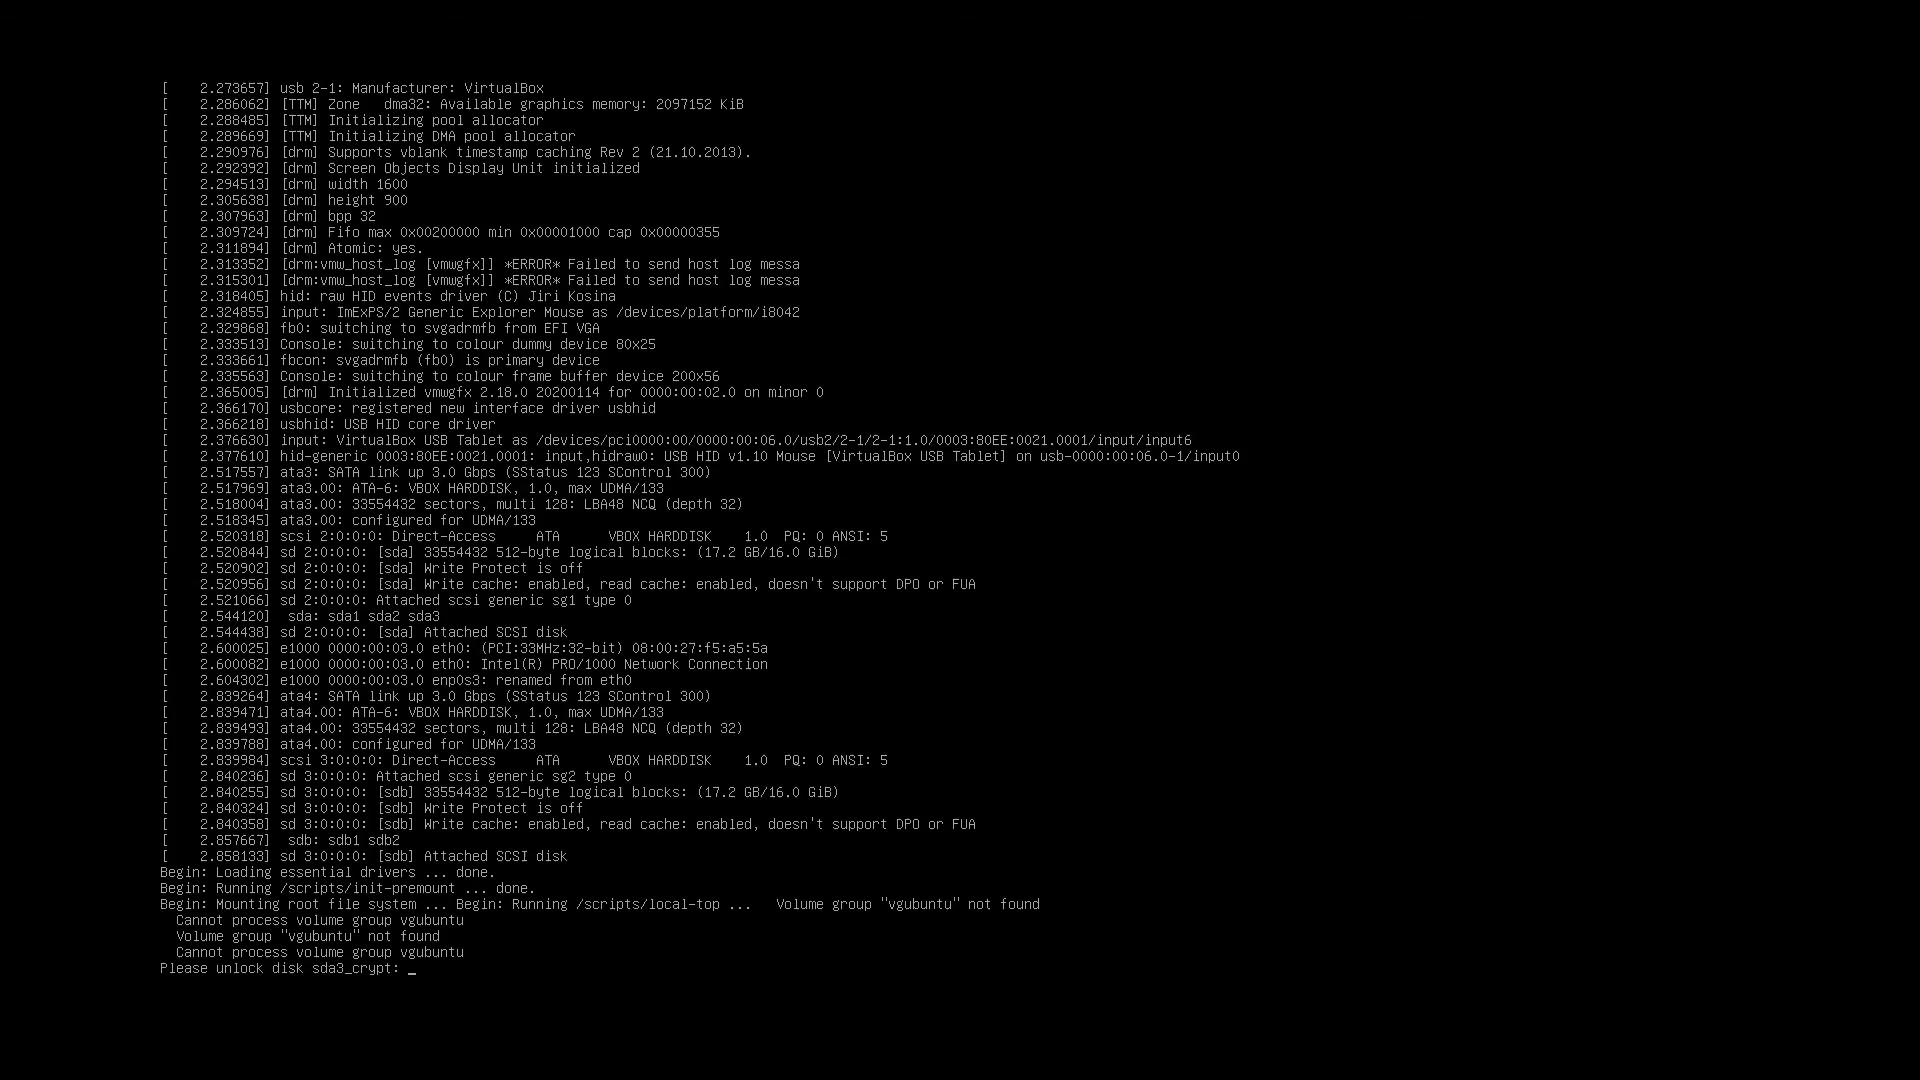 [    2.273657] usb 2-1: Manufacturer: VirtualBox
[    2.286062] [TTM] Zone   dma32: Available graphics memory: 2097152 KiB
[    2.288485] [TTM] Initializing pool allocator
[    2.289669] [TTM] Initializing DMA pool allocator
[    2.290976] [drm] Supports vblank timestamp caching Rev 2 (21.10.2013).
[    2.292392] [drm] Screen Objects Display Unit initialized
[    2.294513] [drm] width 1600
[    2.305638] [drm] height 900
[    2.307963] [drm] bpp 32
[    2.309724] [drm] Fifo max 0x00200000 min 0x00001000 cap 0x00000355
[    2.311894] [drm] Atomic: yes.
[    2.313352] [drm:vmw_host_log [vmwgfx]] *ERROR* Failed to send host log messa
[    2.315301] [drm:vmw_host_log [vmwgfx]] *ERROR* Failed to send host log messa
[    2.318405] hid: raw HID events driver (C) Jiri Kosina
[    2.324855] input: ImExPS/2 Generic Explorer Mouse as /devices/platform/i8042
[    2.329868] fb0: switching to svgadrmfb from EFI VGA
[    2.333513] Console: switching to colour dummy device 80x25
[    2.333661] fbcon: svgadrmfb (fb0) is primary device
[    2.335563] Console: switching to colour frame buffer device 200x56
[    2.365005] [drm] Initialized vmwgfx 2.18.0 20200114 for 0000:00:02.0 on minor 0
[    2.366170] usbcore: registered new interface driver usbhid
[    2.366218] usbhid: USB HID core driver
[    2.376630] input: VirtualBox USB Tablet as /devices/pci0000:00/0000:00:06.0/usb2/2-1/2-1:1.0/0003:80EE:0021.0001/input/input6
[    2.377610] hid-generic 0003:80EE:0021.0001: input,hidraw0: USB HID v1.10 Mouse [VirtualBox USB Tablet] on usb-0000:00:06.0-1/input0
[    2.517557] ata3: SATA link up 3.0 Gbps (SStatus 123 SControl 300)
[    2.517969] ata3.00: ATA-6: VBOX HARDDISK, 1.0, max UDMA/133
[    2.518004] ata3.00: 33554432 sectors, multi 128: LBA48 NCQ (depth 32)
[    2.518345] ata3.00: configured for UDMA/133
[    2.520318] scsi 2:0:0:0: Direct-Access     ATA      VBOX HARDDISK    1.0  PQ: 0 ANSI: 5
[    2.520844] sd 2:0:0:0: [sda] 33554432 512-byte logical blocks: (17.2 GB/16.0 GiB)
[    2.520902] sd 2:0:0:0: [sda] Write Protect is off
[    2.520956] sd 2:0:0:0: [sda] Write cache: enabled, read cache: enabled, doesn't support DPO or FUA
[    2.521066] sd 2:0:0:0: Attached scsi generic sg1 type 0
[    2.544120]  sda: sda1 sda2 sda3
[    2.544438] sd 2:0:0:0: [sda] Attached SCSI disk
[    2.600025] e1000 0000:00:03.0 eth0: (PCI:33MHz:32-bit) 08:00:27:f5:a5:5a
[    2.600082] e1000 0000:00:03.0 eth0: Intel(R) PRO/1000 Network Connection
[    2.604302] e1000 0000:00:03.0 enp0s3: renamed from eth0
[    2.839264] ata4: SATA link up 3.0 Gbps (SStatus 123 SControl 300)
[    2.839471] ata4.00: ATA-6: VBOX HARDDISK, 1.0, max UDMA/133
[    2.839493] ata4.00: 33554432 sectors, multi 128: LBA48 NCQ (depth 32)
[    2.839788] ata4.00: configured for UDMA/133
[    2.839984] scsi 3:0:0:0: Direct-Access     ATA      VBOX HARDDISK    1.0  PQ: 0 ANSI: 5
[    2.840236] sd 3:0:0:0: Attached scsi generic sg2 type 0
[    2.840255] sd 3:0:0:0: [sdb] 33554432 512-byte logical blocks: (17.2 GB/16.0 GiB)
[    2.840324] sd 3:0:0:0: [sdb] Write Protect is off
[    2.840358] sd 3:0:0:0: [sdb] Write cache: enabled, read cache: enabled, doesn't support DPO or FUA
[    2.857667]  sdb: sdb1 sdb2
[    2.858133] sd 3:0:0:0: [sdb] Attached SCSI disk
Begin: Loading essential drivers ... done.
Begin: Running /scripts/init-premount ... done.
Begin: Mounting root file system ... Begin: Running /scripts/local-top ...   Volume group "vgubuntu" not found
  Cannot process volume group vgubuntu
  Volume group "vgubuntu" not found
  Cannot process volume group vgubuntu
Please unlock disk sda3_crypt: _